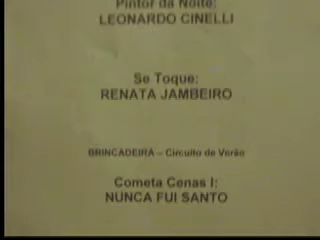 Pintor da Noite:
LEONARDO CINELLI
Se Toque:
RENATA JAMBEIRO
BRINCADEIRA – Circuito de Verão
Cometa Cenas I:
NUNCA FUI SANTO